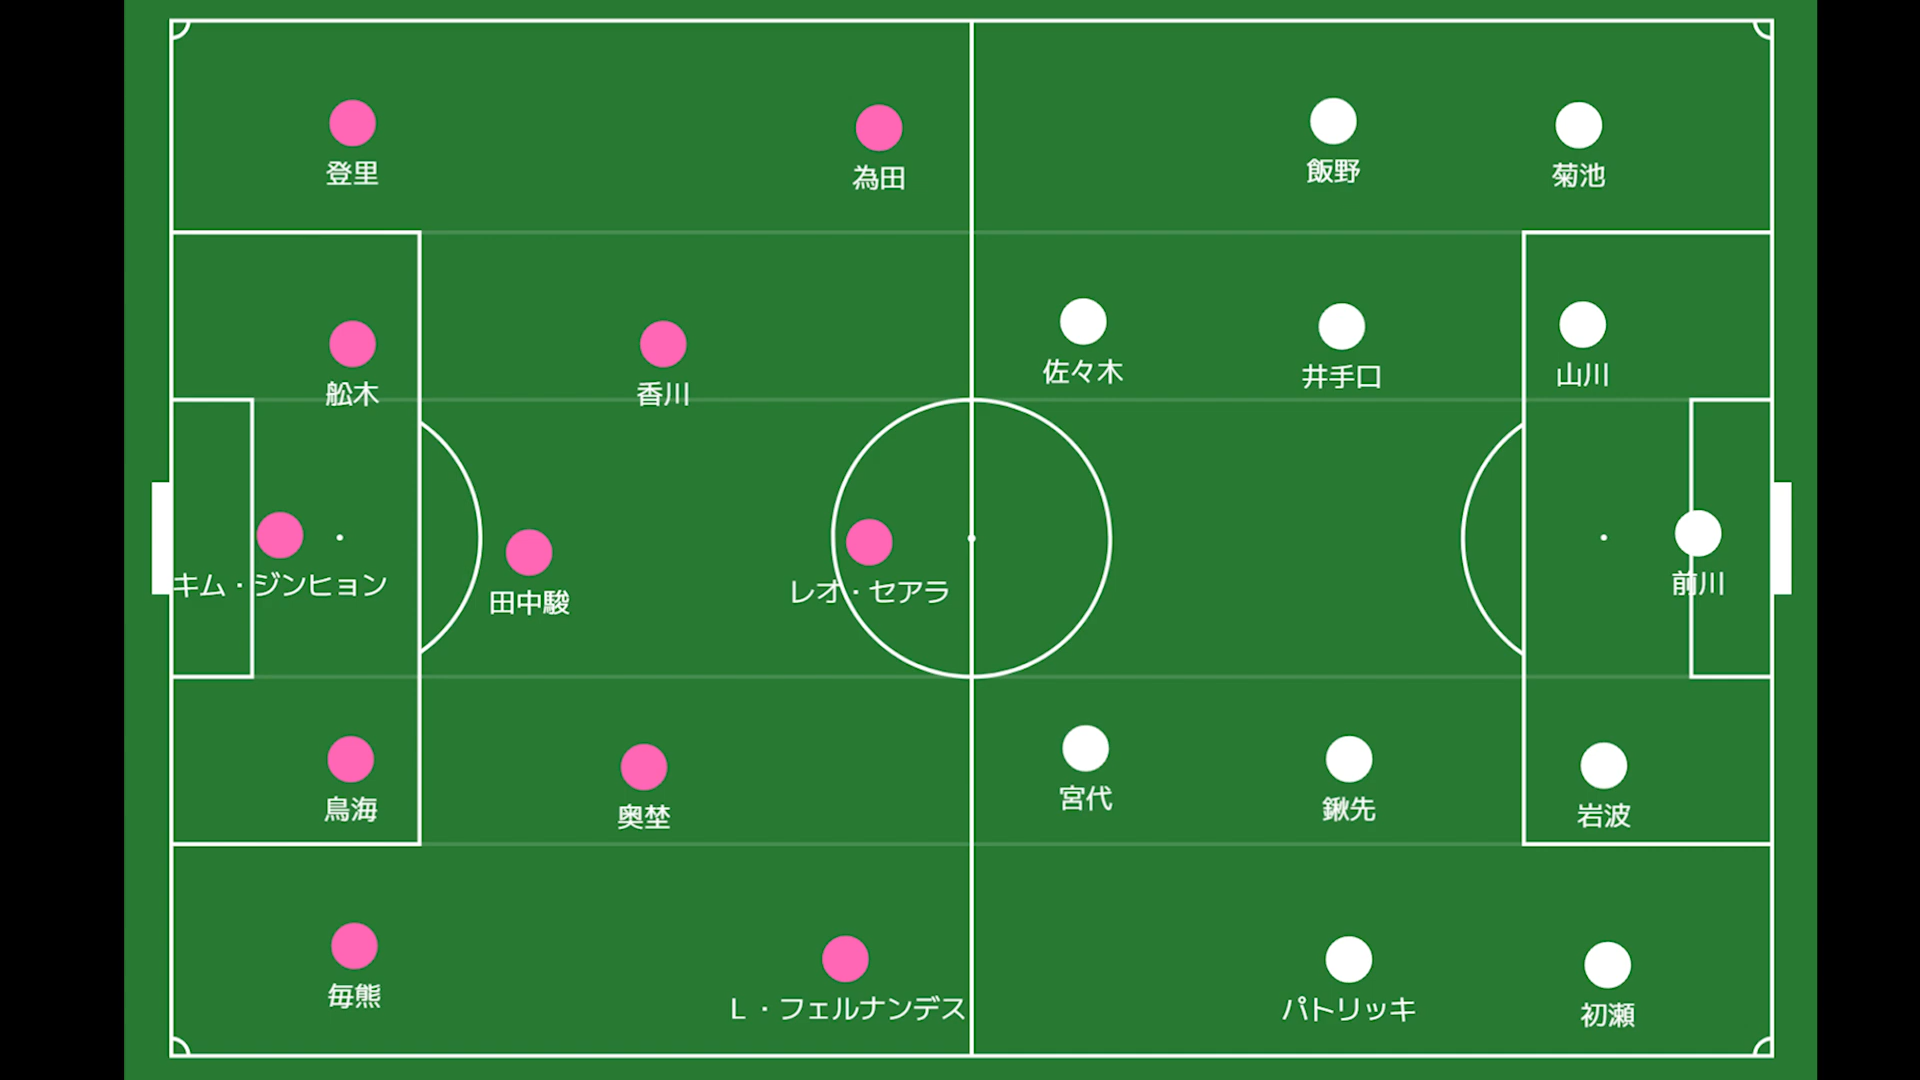 登里
為田
飯野
菊池
舩木
香川
佐々木
井手口
山川
キム・ジンヒョン
田中駿
レオ・セアラ
前川
鳥海
奥埜
宮代
鍬先
岩波
毎熊
L・フェルナンデス
パトリッキ
初瀬